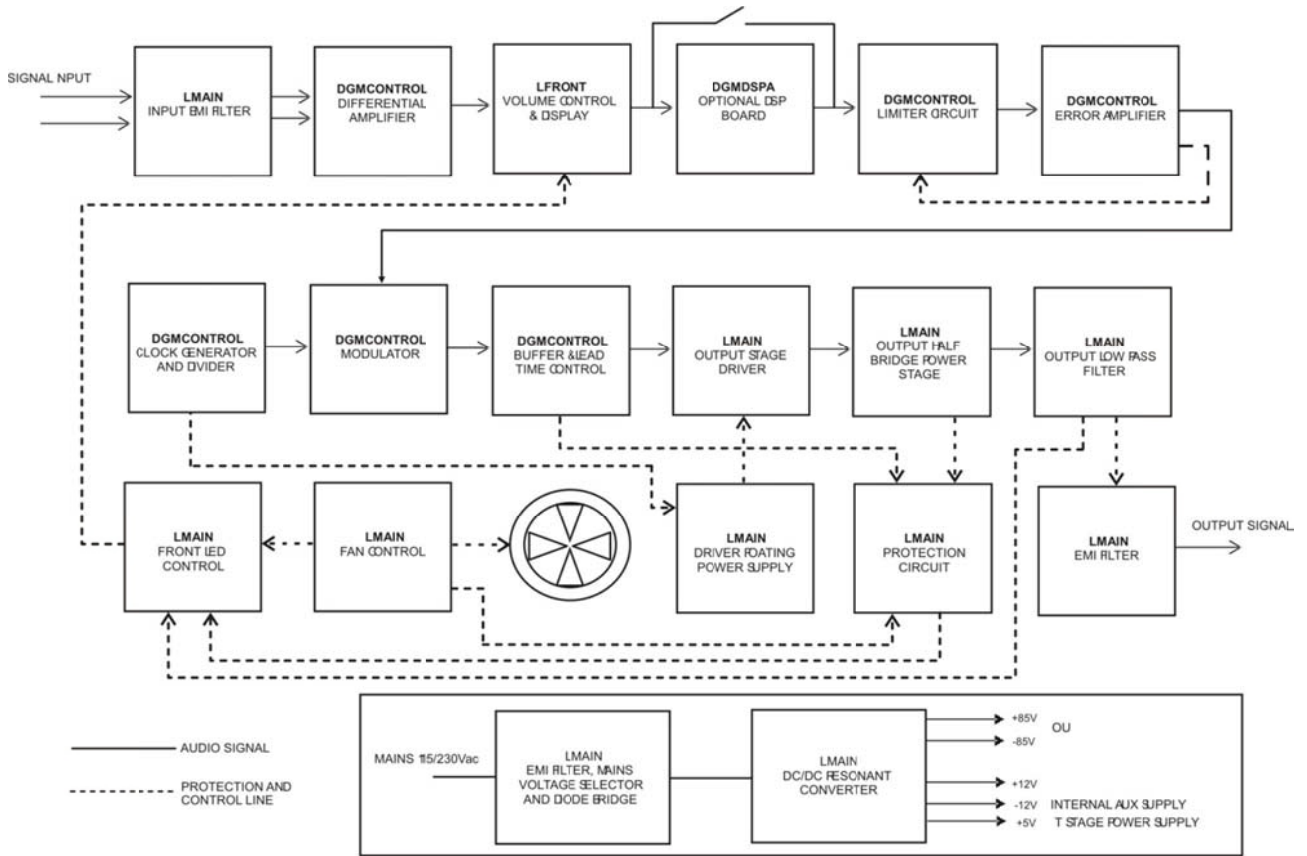 SIGNAL NPUT
LMAIN
INPUT EMI FILTER
DGMCONTROL
DIFFERENTIAL
AMPLIFIER
LFRONT
VOLUME CONTROL
& DISPLAY
DGMDSPA
OPTIONAL DSP
BOARD
DGMCONTROL
LIMITER CIRCUIT
DGMCONTROL
ERROR AMPLIFIER
DGMCONTROL
CLOCK GENERATOR
AND DIVIDER
DGMCONTROL
MODULATOR
DGMCONTROL
BUFFER & LEAD
TIME CONTROL
LMAIN
OUTPUT STAGE
DRIVER
LMAIN
OUTPUT HALF
BRIDGE POWER
STAGE
LMAIN
OUTPUT LOW PASS
FILTER
LMAIN
FRONT LED
CONTROL
LMAIN
FAN CONTROL
LMAIN
DRIVER FOATING
POWER SUPPLY
LMAIN
PROTECTION
CIRCUIT
LMAIN
EMI FILTER
OUTPUT SIGNAL
AUDIO SIGNAL
PROTECTION AND
CONTROL LINE
MAINS 115/230Vac
LMAIN
EMI FILTER, MAINS
VOLTAGE SELECTOR
AND DIODE BRIDGE
LMAIN
DC/DC RESONANT
CONVERTER
+85V
OU
-85V
+12V
-12V INTERNAL AUX SUPPLY
+5V T STAGE POWER SUPPLY